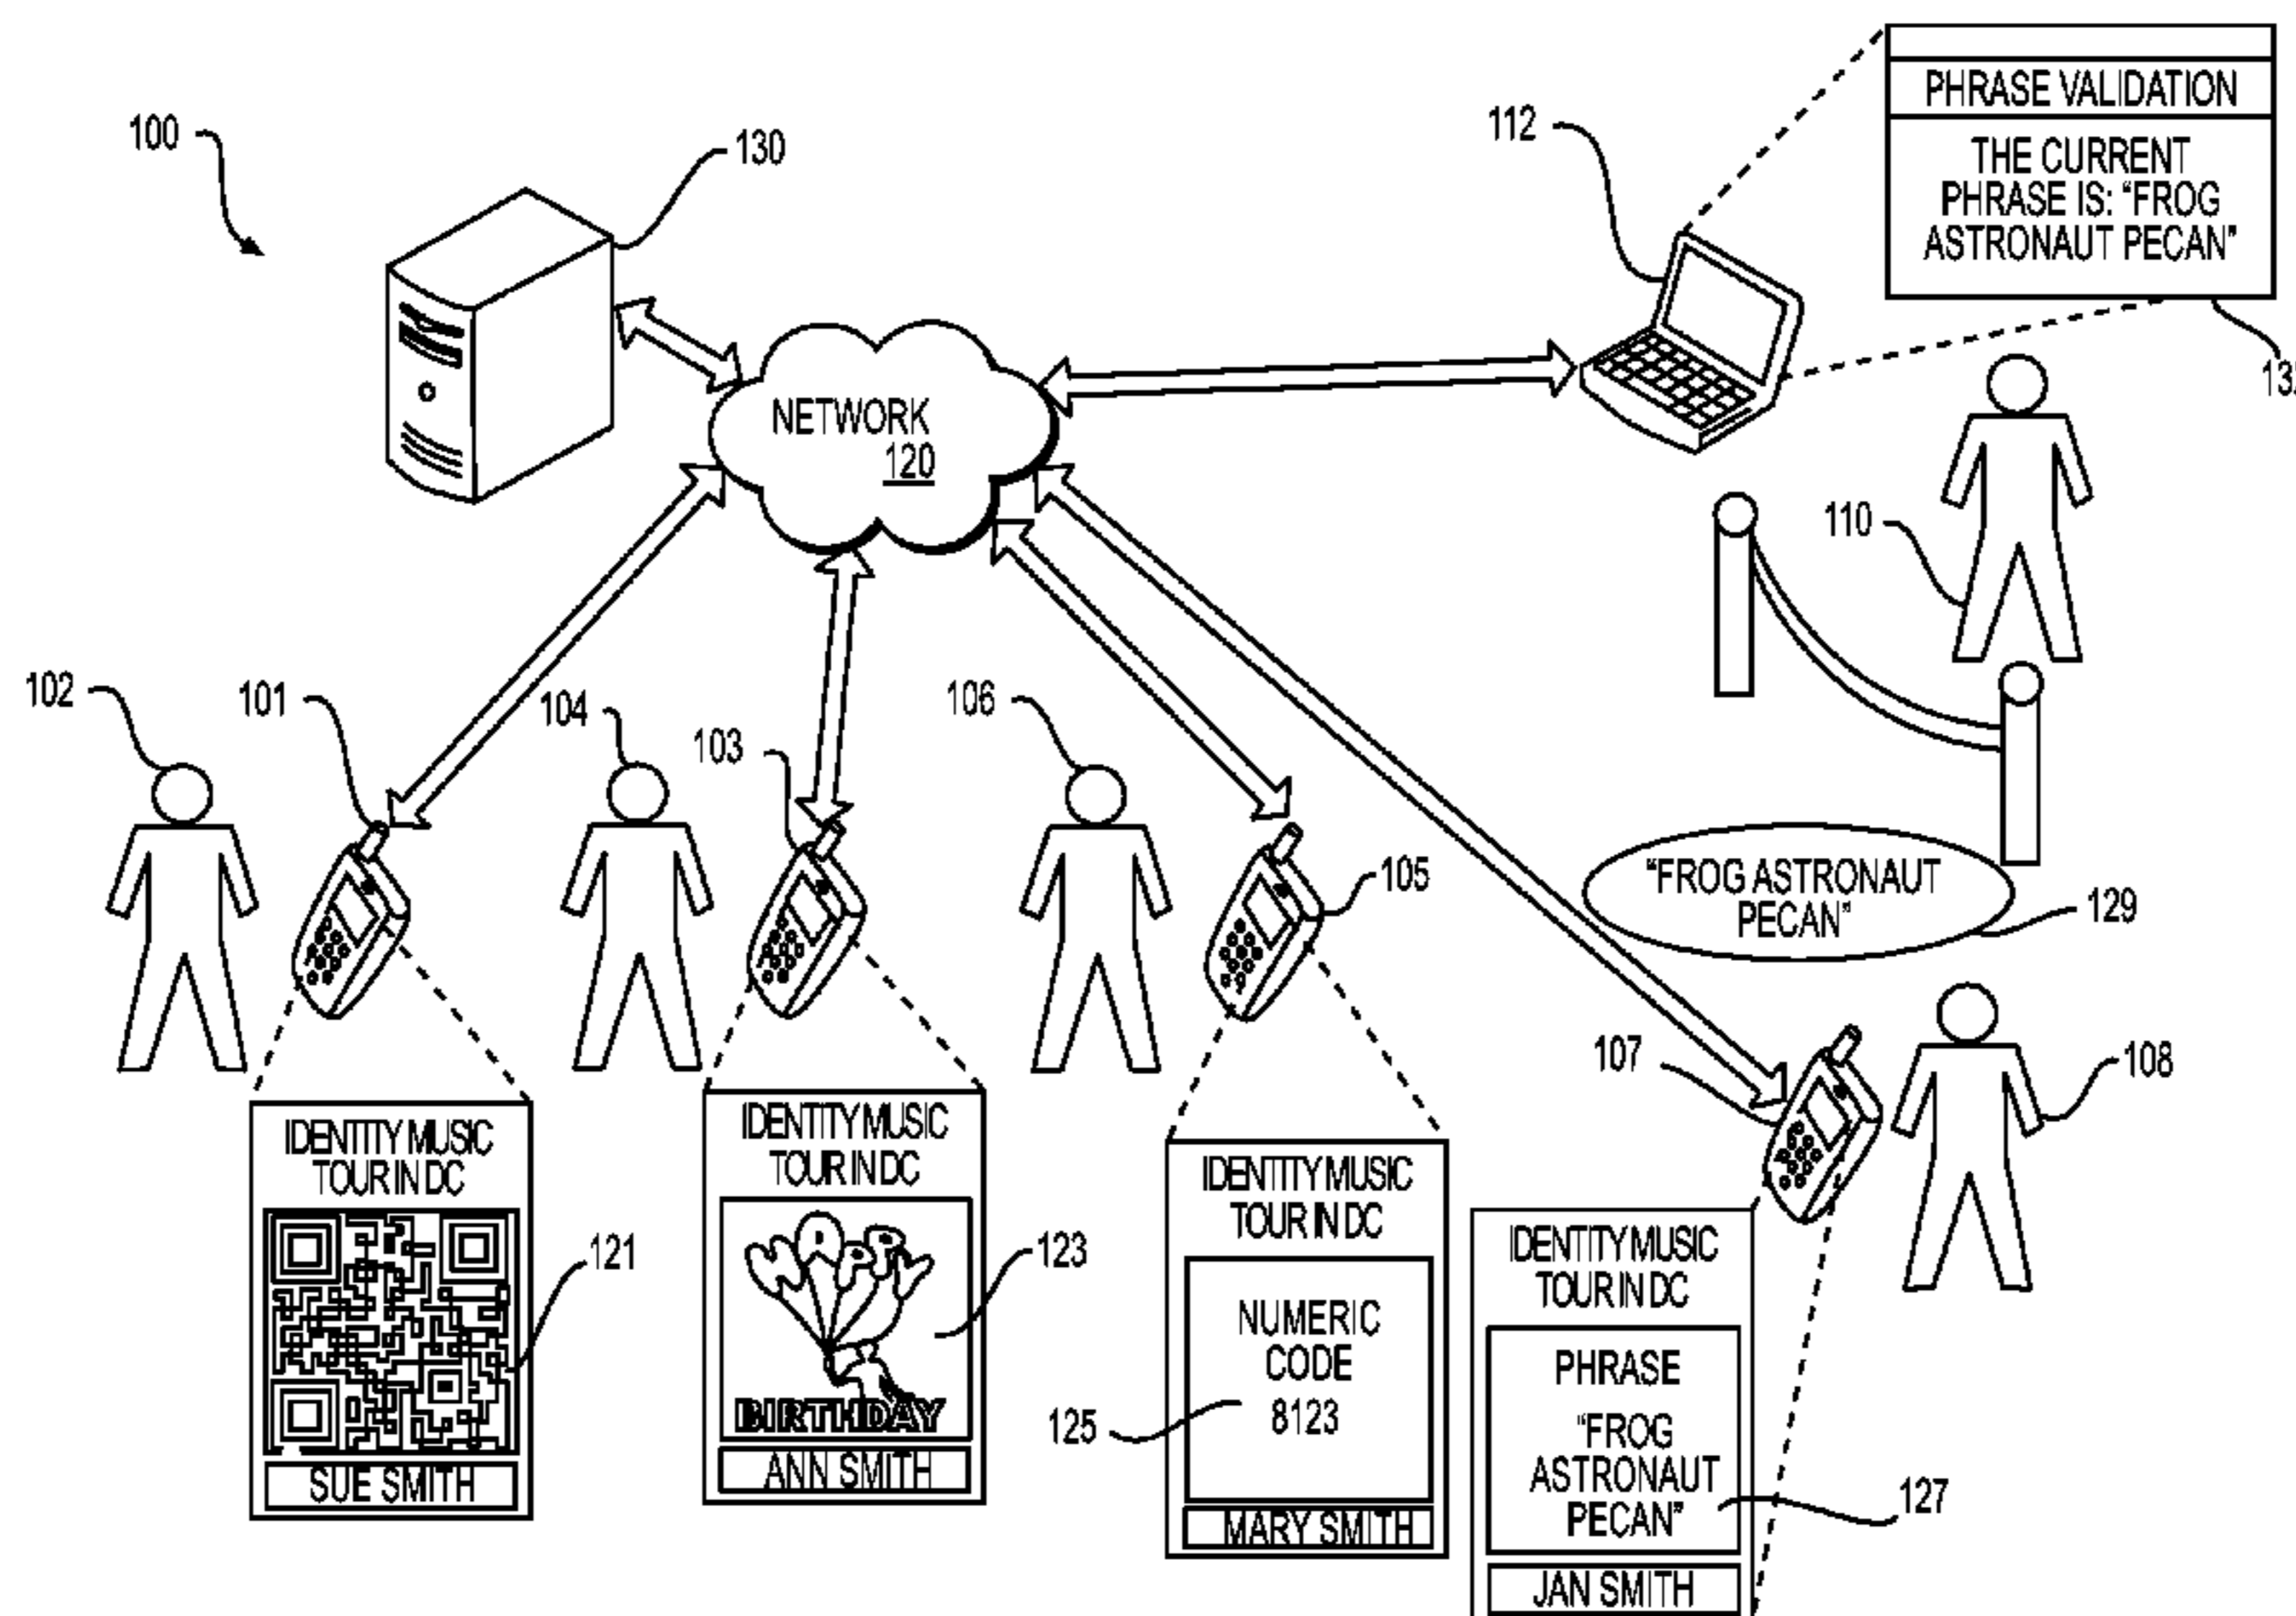 PHRASE VALIDATION
THE CURRENT
PHRASE IS: "FROG
ASTRONAUT PECAN"
112
100
130
NETWORK
120
110
102
101
104
103
106
105
"FROG ASTRONAUT
PECAN"
129
107
108
IDENTITY MUSIC
TOUR IN DC
121
SUE SMITH
IDENTITY MUSIC
TOUR IN DC
123
BIRTHDAY
ANN SMITH
IDENTITY MUSIC
TOUR IN DC
NUMERIC
CODE
8123
125
MARY SMITH
IDENTITY MUSIC
TOUR IN DC
PHRASE
"FROG
ASTRONAUT
PECAN"
127
JAN SMITH